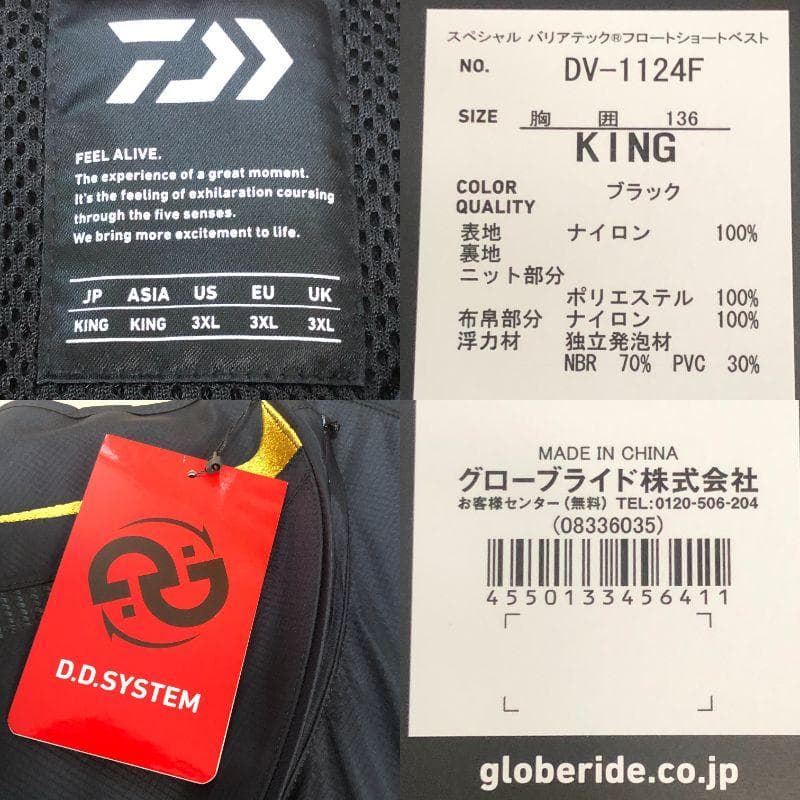 FEEL ALIVE.
The experience of a great moment.
It's the feeling of exhilaration coursing
through the five senses.
We bring more excitement to life.
JP ASIA US EU UK
KING KING 3XL 3XL 3XL
スペシャル バリアテック®フロートショートベスト
NO. DV-1124F
SIZE 胸 囲 136
KING
COLOR ブラック
QUALITY
表地 ナイロン 100%
裏地
ニット部分
ポリエステル 100%
布帛部分 ナイロン 100%
浮力材 独立発泡材
NBR 70% PVC 30%
D.D.SYSTEM
MADE IN CHINA
グローブライド株式会社
お客様センター(無料) TEL:0120-506-204
(08336035)
4550133456411
globeride.co.jp